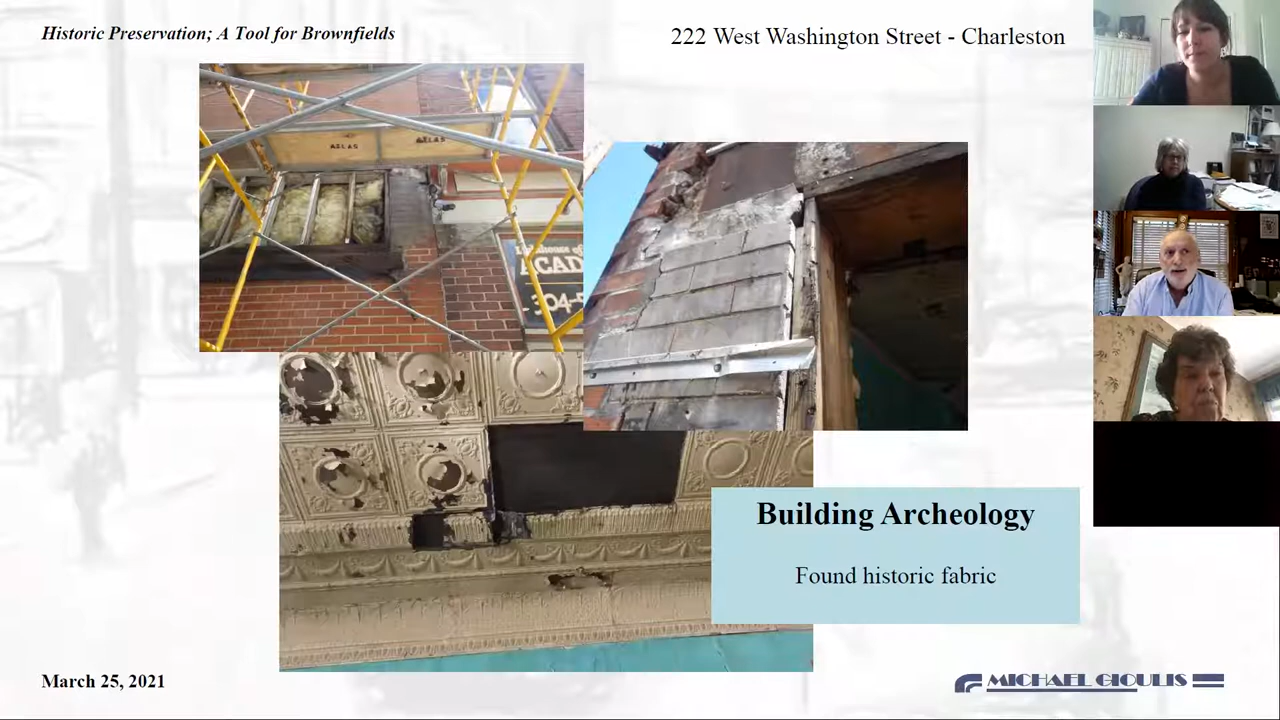 Historic Preservation; A Tool for Brownfields
222 West Washington Street - Charleston
ACAD
Building Archeology
Found historic fabric
March 25, 2021
MICHAEL GIOULIS